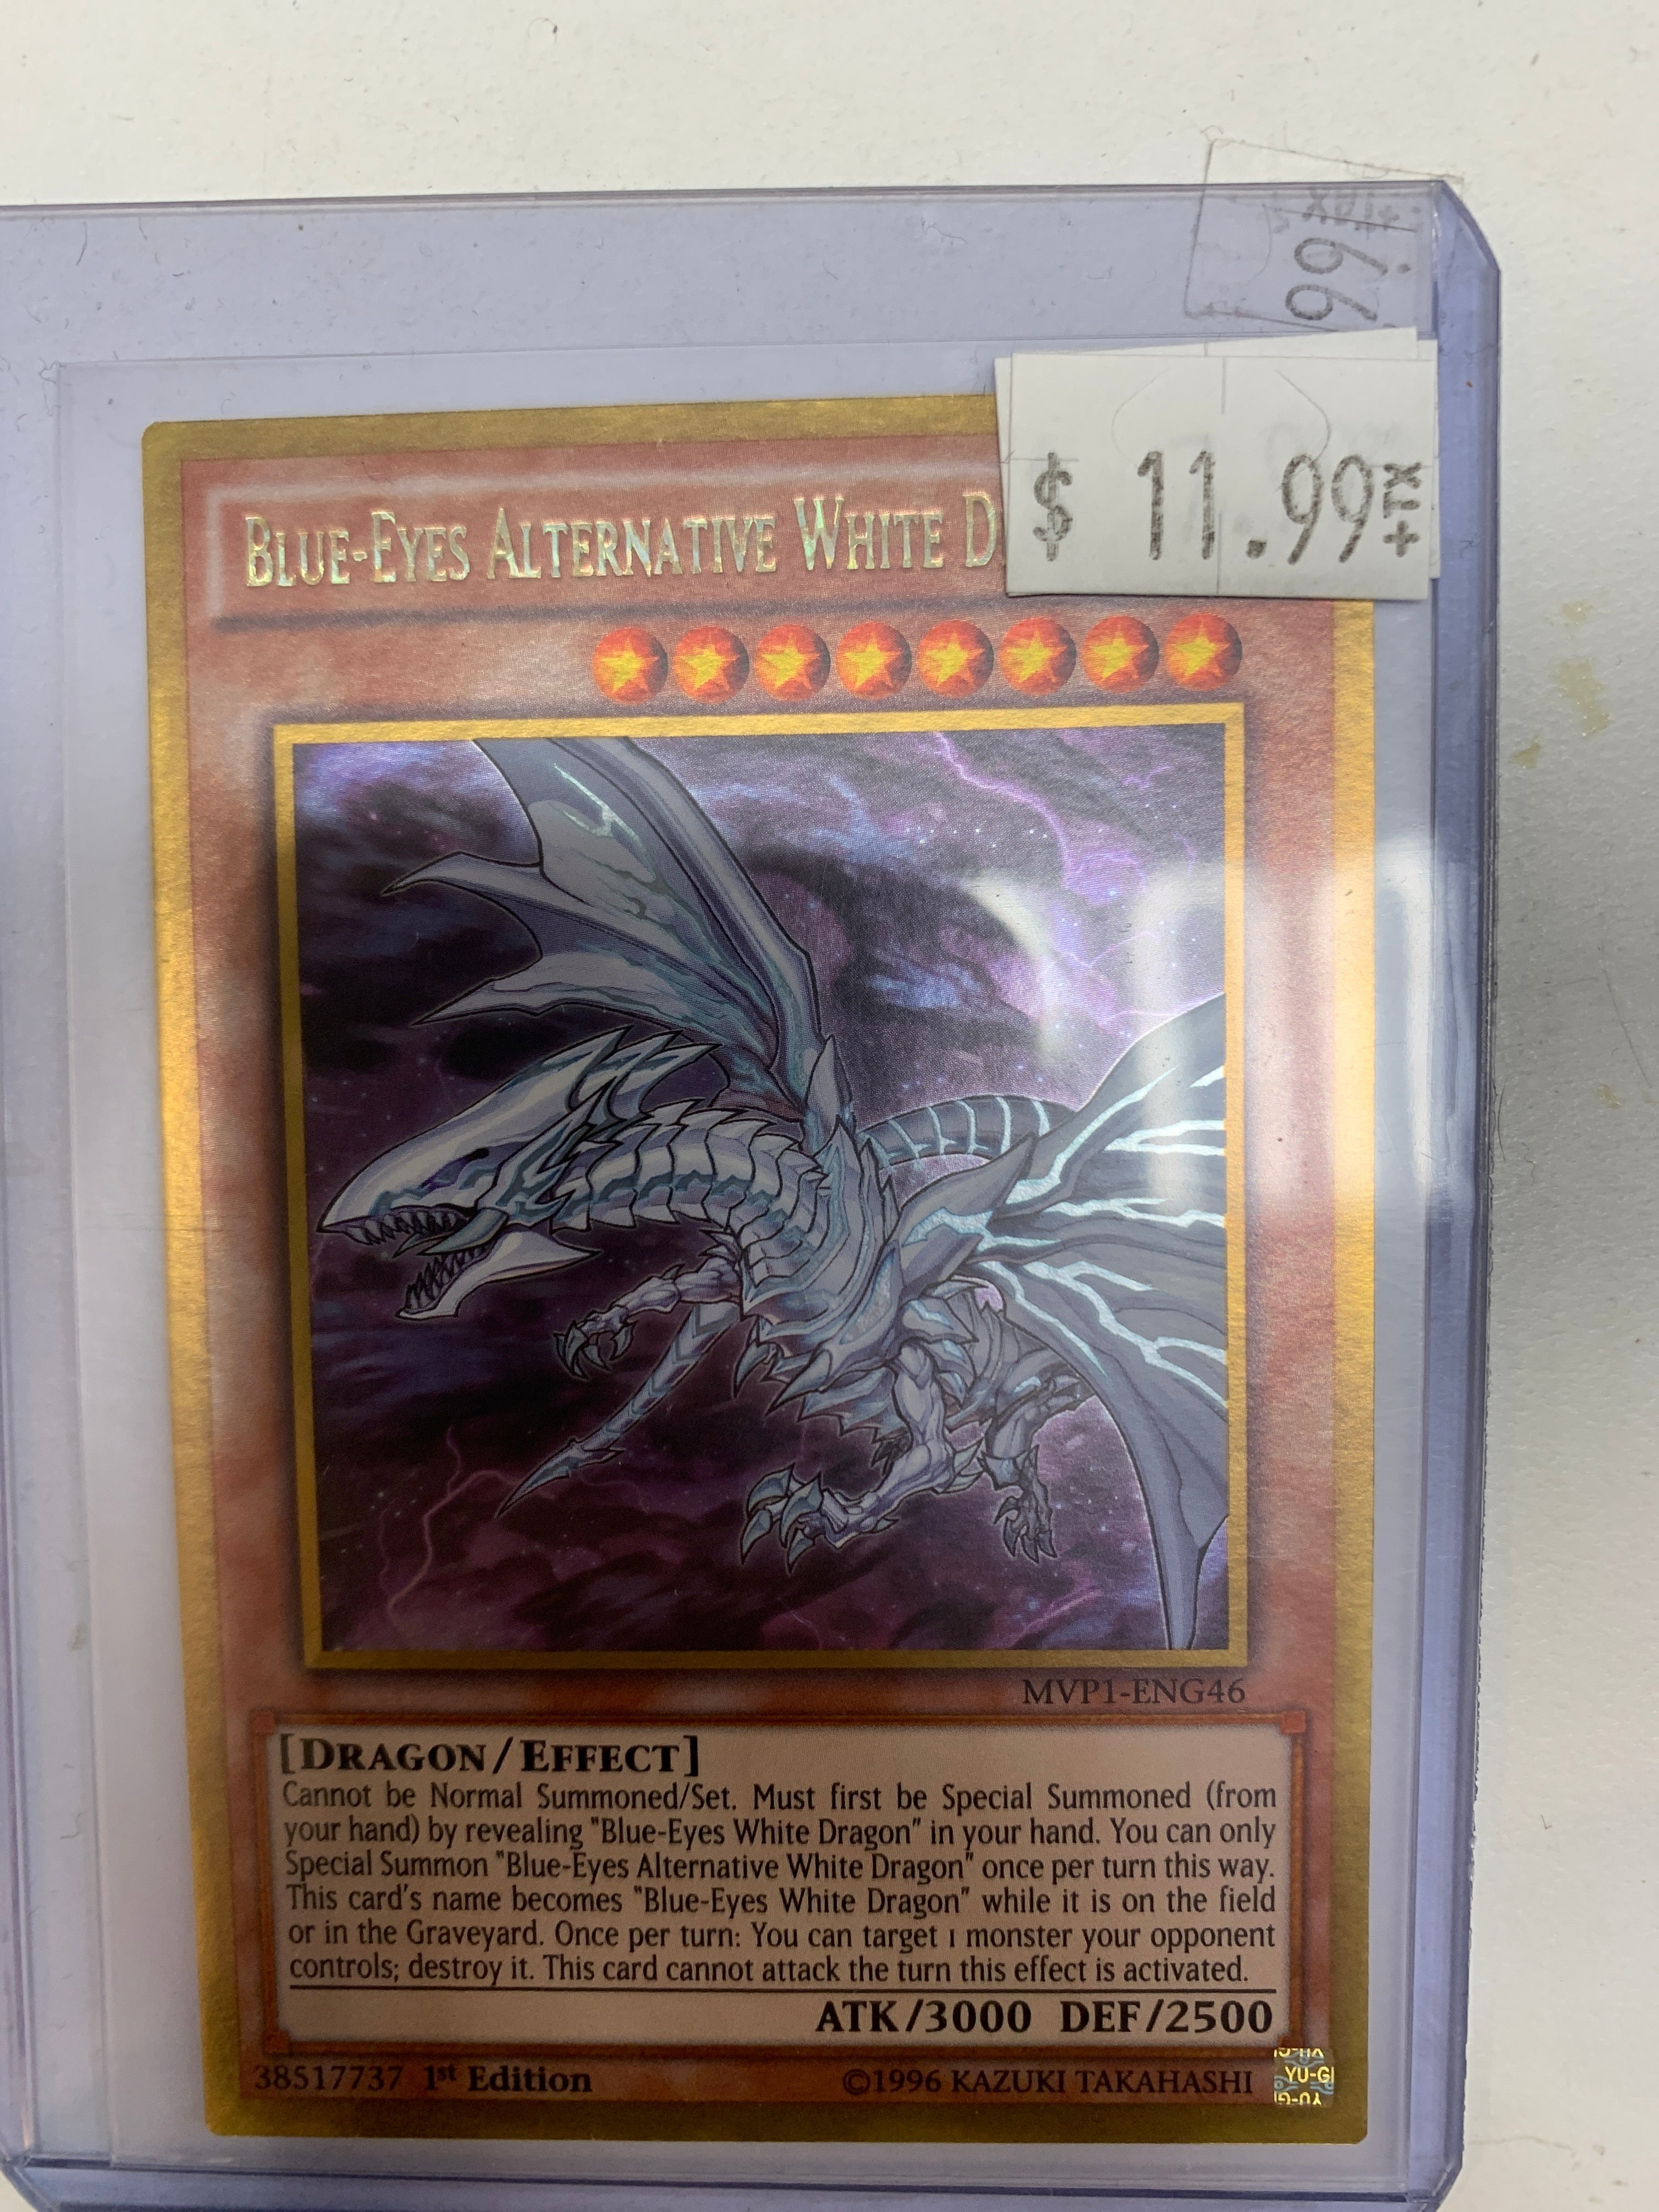 +TAX
.99
$ 11.99 +TX
BLUE-EYES ALTERNATIVE WHITE D
MVP1-ENG46
[DRAGON/EFFECT]
Cannot be Normal Summoned/Set. Must first be Special Summoned (from
your hand) by revealing "Blue-Eyes White Dragon" in your hand. You can only
Special Summon "Blue-Eyes Alternative White Dragon" once per turn this way.
This card's name becomes "Blue-Eyes White Dragon" while it is on the field
or in the Graveyard. Once per turn: You can target 1 monster your opponent
controls; destroy it. This card cannot attack the turn this effect is activated.
ATK/3000 DEF/2500
38517737 1st Edition ©1996 KAZUKI TAKAHASHI
YU-GI